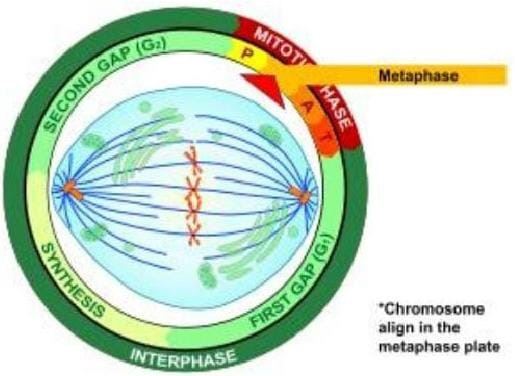 SECOND GAP (G₂)
P
MITOTIC PHASE
Metaphase
A
T
SYNTHESIS
FIRST GAP (G₁)
INTERPHASE
*Chromosome
align in the
metaphase plate